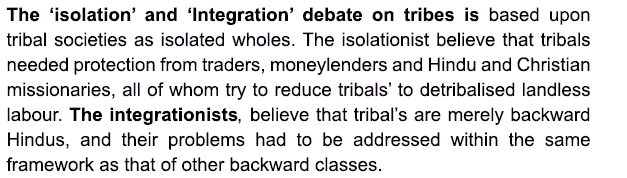 The ‘isolation’ and ‘Integration’ debate on tribes is based upon
tribal societies as isolated wholes. The isolationist believe that tribals
needed protection from traders, moneylenders and Hindu and Christian
missionaries, all of whom try to reduce tribals’ to detribalised landless
labour. The integrationists, believe that tribal’s are merely backward
Hindus, and their problems had to be addressed within the same
framework as that of other backward classes.